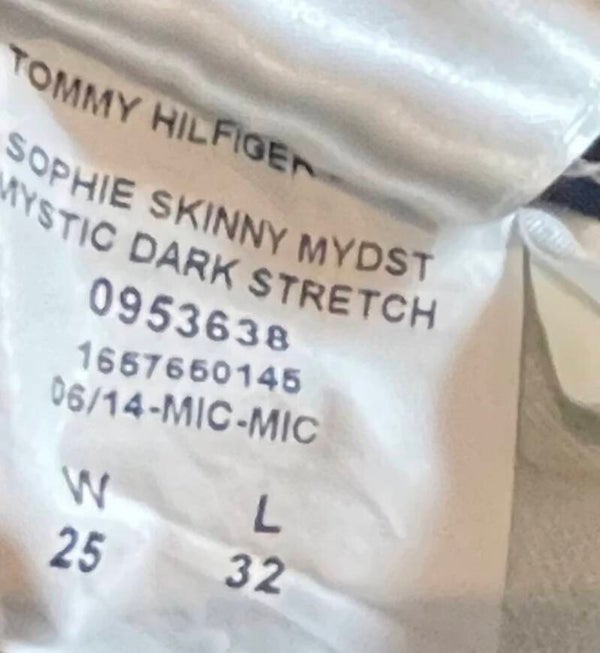 TOMMY HILFIGER
SOPHIE SKINNY MYDST
MYSTIC DARK STRETCH
0953638
1657650145
06/14-MIC-MIC
W L
25 32